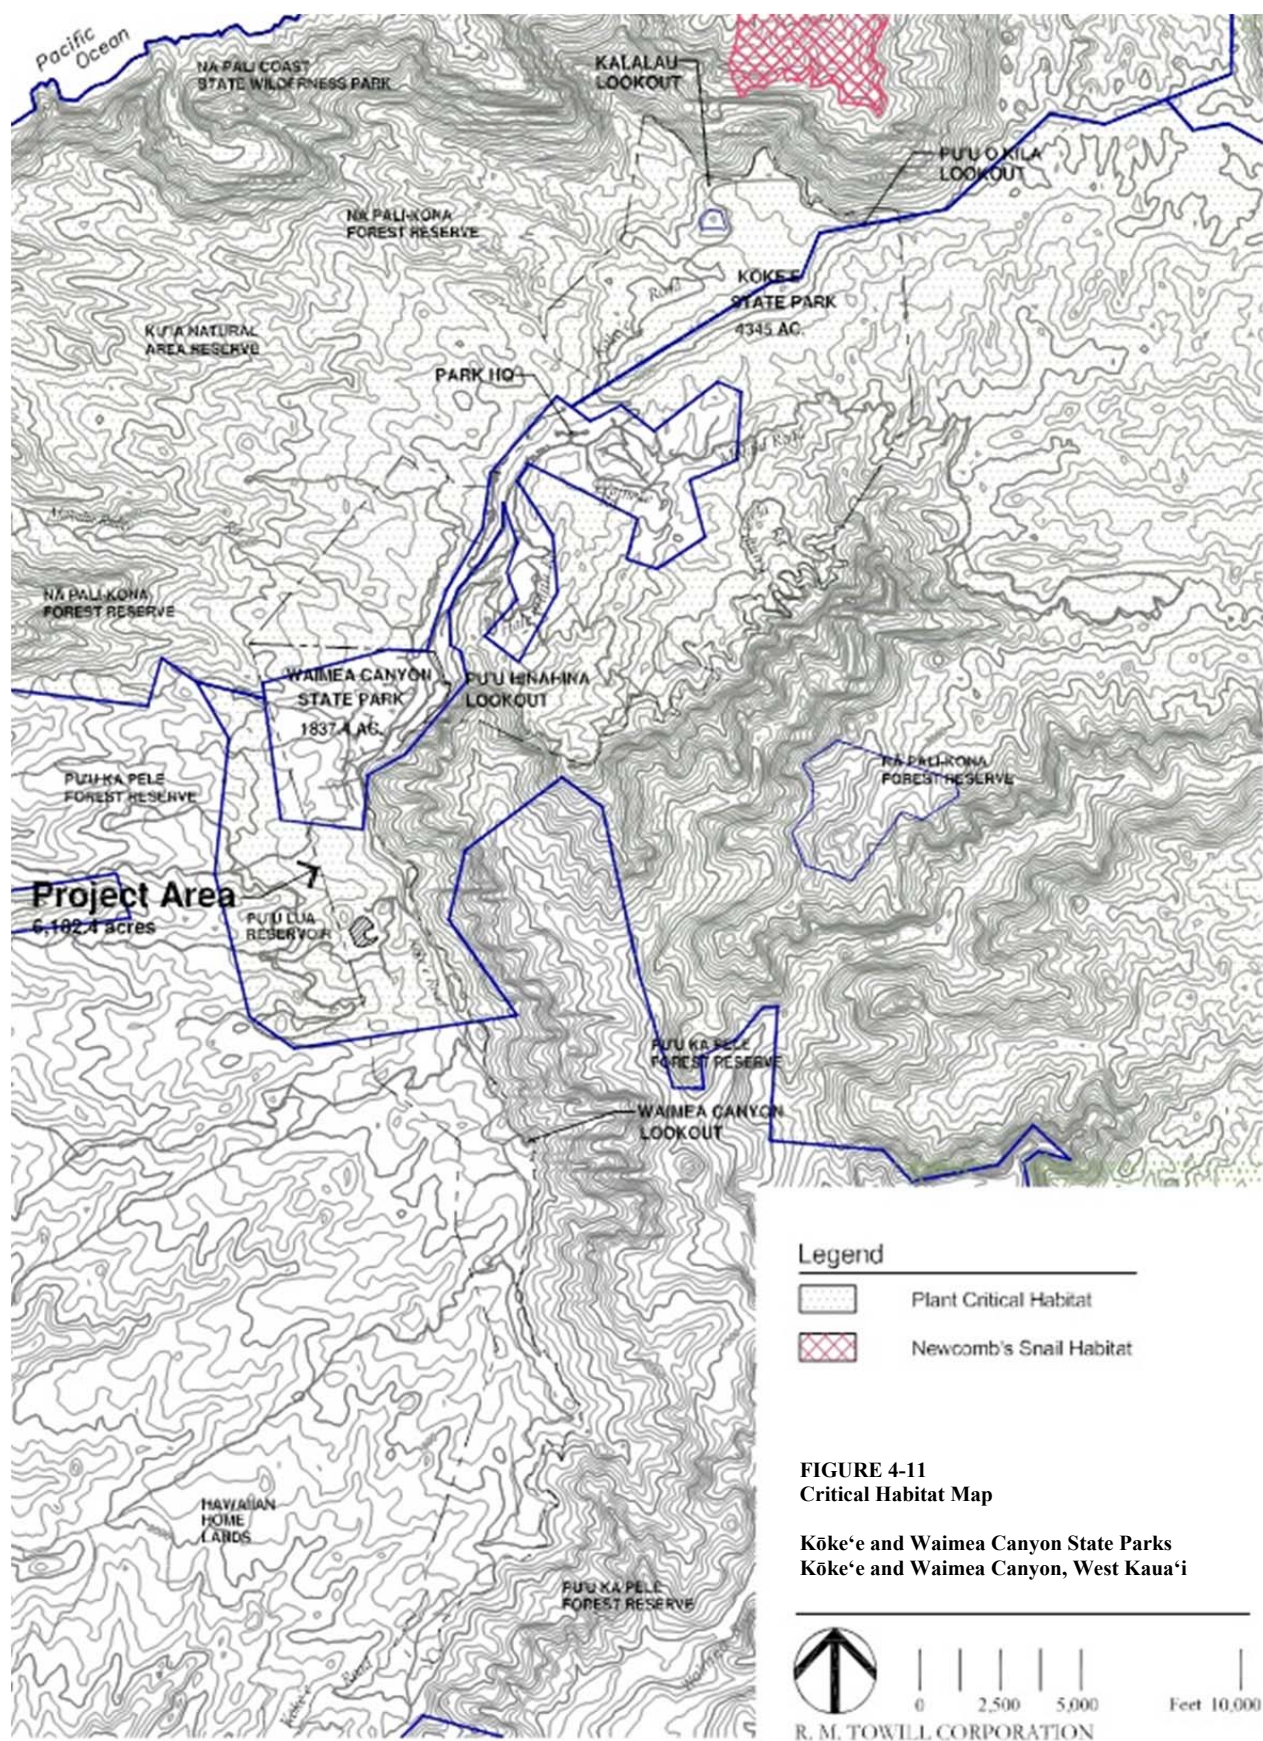 Pacific
Ocean
NA PALI COAST
STATE WILDERNESS PARK
KALALAU
LOOKOUT
PU'U O KILA
LOOKOUT
NA PALI-KONA
FOREST RESERVE
KOKE'E
STATE PARK
4345 AC.
Road
KU'IA NATURAL
AREA RESERVE
PARK HQ
NA PALI-KONA
FOREST RESERVE
WAIMEA CANYON
STATE PARK
1837.4 AC.
PU'U HINAHINA
LOOKOUT
PU'U KA PELE
FOREST RESERVE
NA PALI-KONA
FOREST RESERVE
Project Area
6,182.4 acres
PU'U LUA
RESERVOIR
PU'U KA PELE
FOREST RESERVE
WAIMEA CANYON
LOOKOUT
Legend
Plant Critical Habitat
Newcomb's Snail Habitat
FIGURE 4-11
Critical Habitat Map
Kōke‘e and Waimea Canyon State Parks
Kōke‘e and Waimea Canyon, West Kaua‘i
HAWAIIAN
HOME
LANDS
PU'U KA PELE
FOREST RESERVE
Koke'e Road
0 2,500 5,000 Feet 10,000
R. M. TOWILL CORPORATION